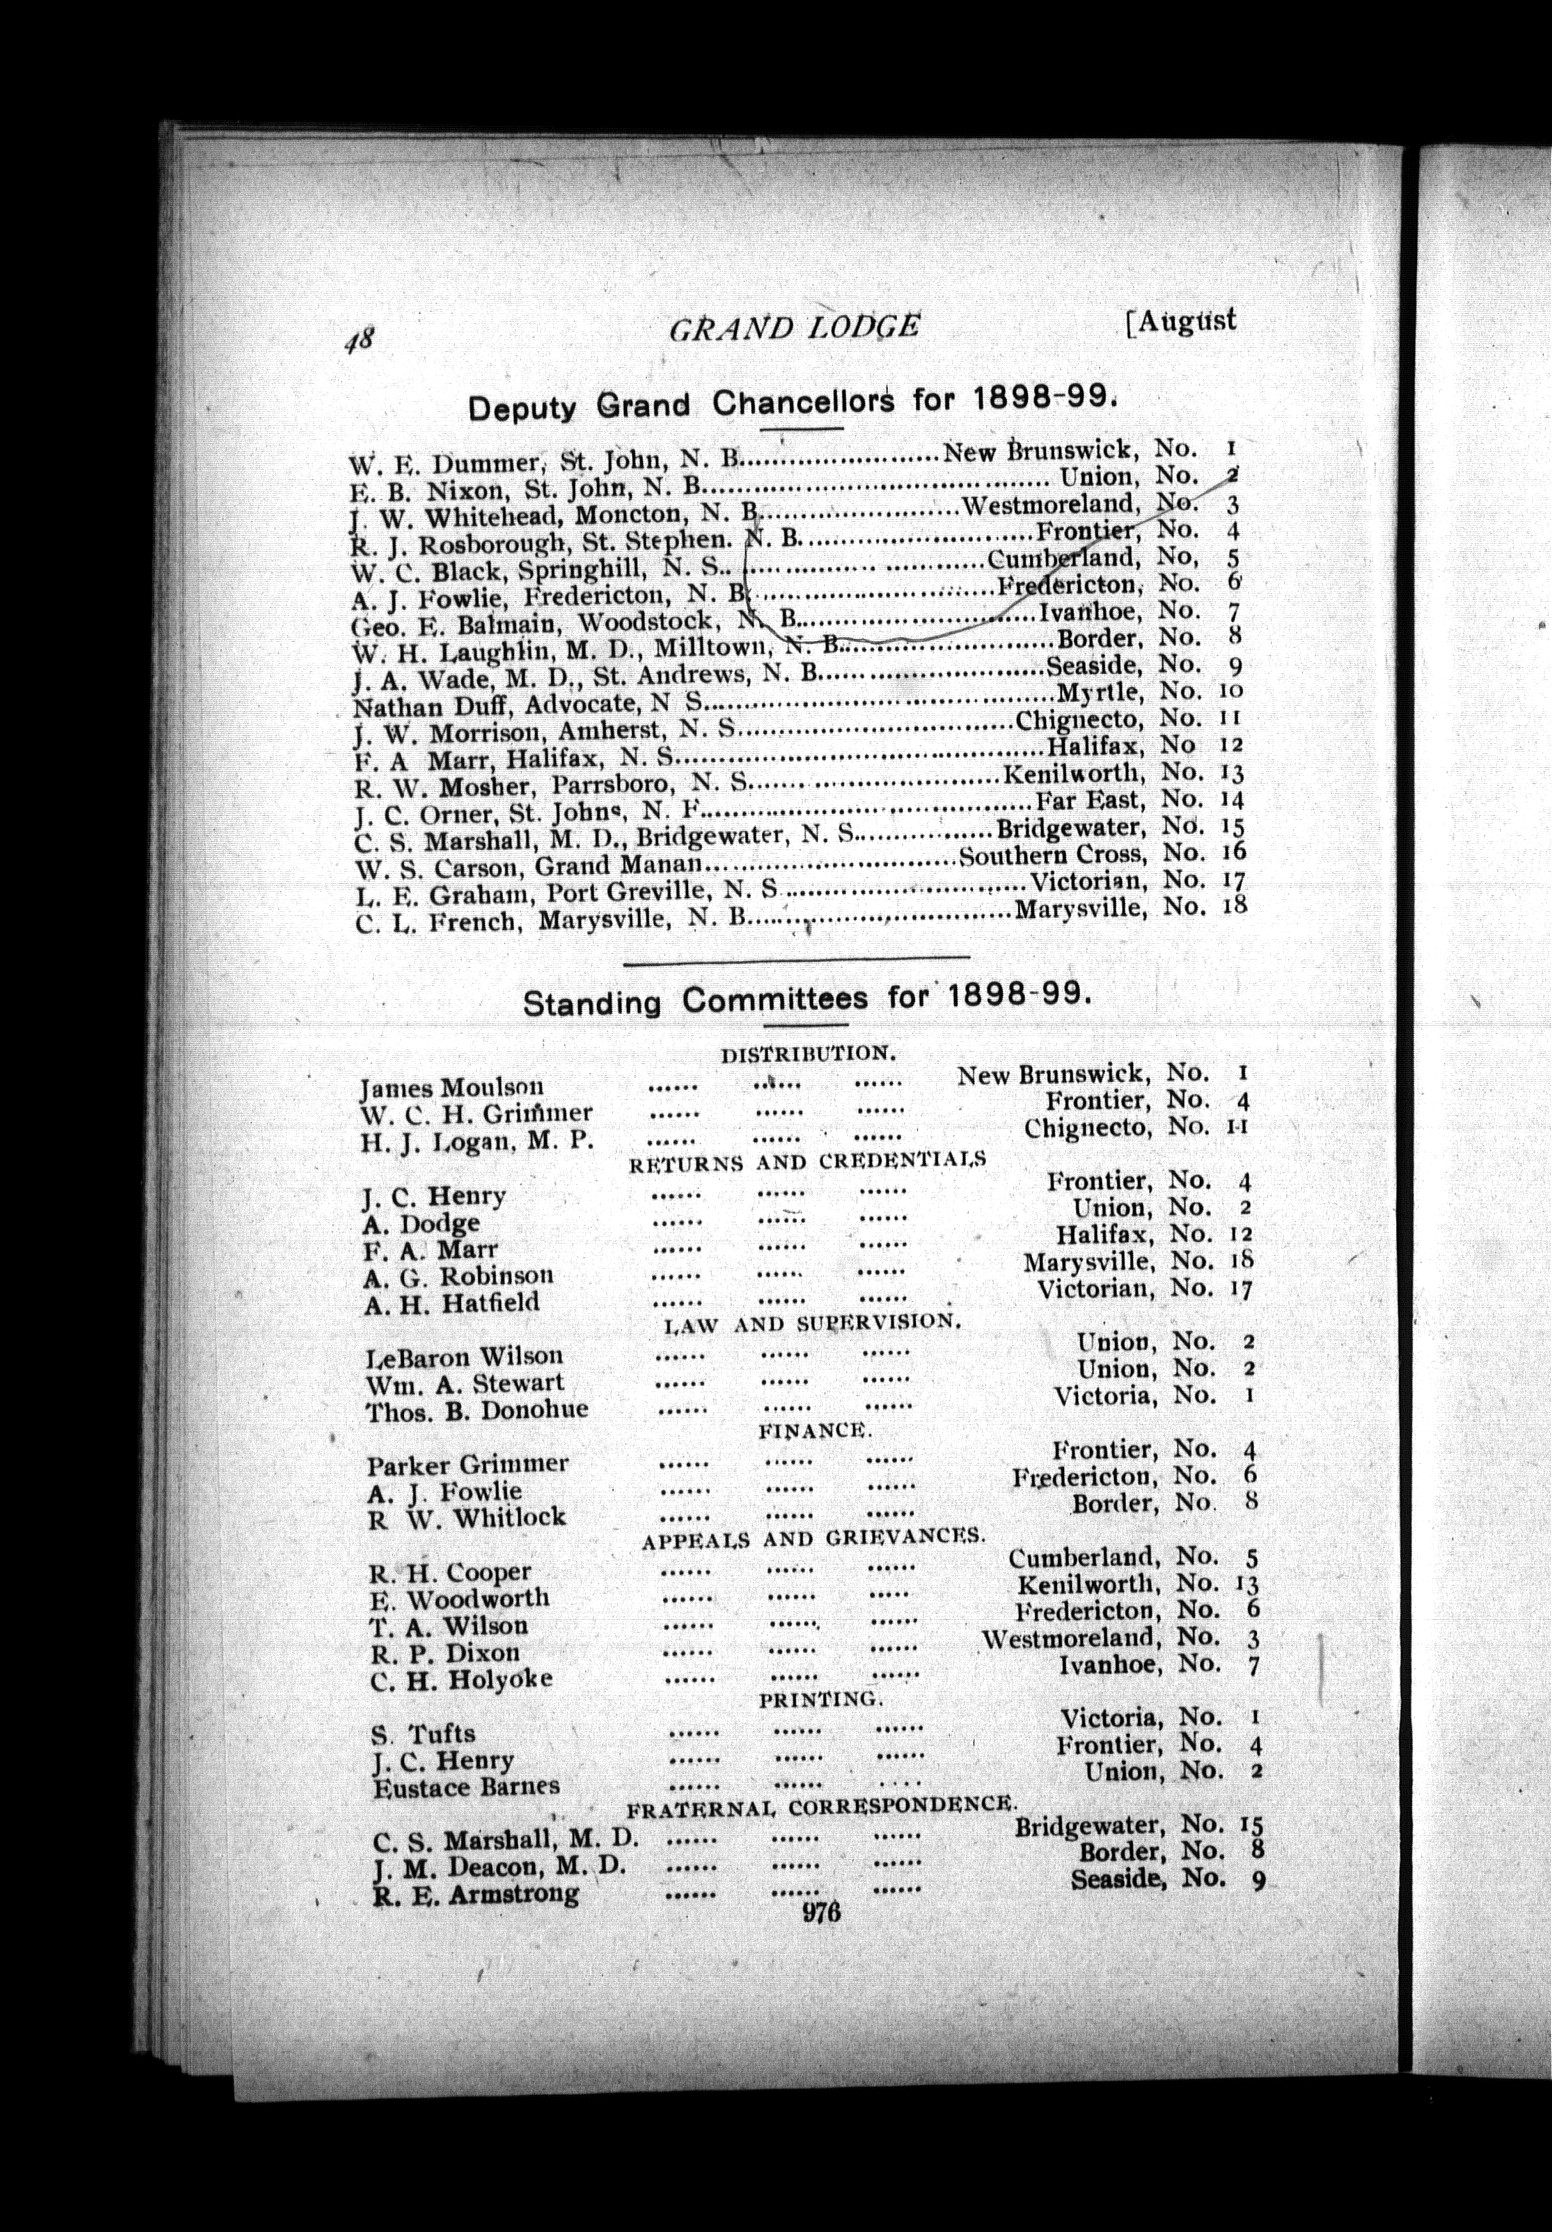 48 GRAND LODGE [August
Deputy Grand Chancellors for 1898-99.
W. E. Dummer, St. John, N. B........................New Brunswick, No. 1
E. B. Nixon, St. John, N. B.......................................... Union, No. 2
J. W. Whitehead, Moncton, N. B........................Westmoreland, No. 3
R. J. Rosborough, St. Stephen. N. B............................Frontier, No. 4
W. C. Black, Springhill, N. S.. ............................Cumberland, No, 5
A. J. Fowlie, Fredericton, N. B............................Fredericton, No. 6
Geo. E. Balmain, Woodstock, N. B............................Ivanhoe, No. 7
W. H. Laughlin, M. D., Milltown, N. B..........................Border, No. 8
J. A. Wade, M. D., St. Andrews, N. B...........................Seaside, No. 9
Nathan Duff, Advocate, N S..........................................Myrtle, No. 10
J. W. Morrison, Amherst, N. S.................................Chignecto, No. 11
F. A Marr, Halifax, N. S............................................Halifax, No 12
R. W. Mosher, Parrsboro, N. S..............................Kenilworth, No. 13
J. C. Orner, St. Johns, N. F.......................................Far East, No. 14
C. S. Marshall, M. D., Bridgewater, N. S.................Bridgewater, No. 15
W. S. Carson, Grand Manan..............................Southern Cross, No. 16
L. E. Graham, Port Greville, N. S .............................Victorian, No. 17
C. L. French, Marysville, N. B................................Marysville, No. 18
Standing Committees for 1898-99.
DISTRIBUTION.
James Moulson ...... ...... ...... New Brunswick, No. 1
W. C. H. Grimmer ...... ...... ...... Frontier, No. 4
H. J. Logan, M. P. ...... ...... ...... Chignecto, No. 11
RETURNS AND CREDENTIALS
J. C. Henry ...... ...... ...... Frontier, No. 4
A. Dodge ...... ...... ...... Union, No. 2
F. A. Marr ...... ...... ...... Halifax, No. 12
A. G. Robinson ...... ...... ...... Marysville, No. 18
A. H. Hatfield ...... ...... ...... Victorian, No. 17
LAW AND SUPERVISION.
LeBaron Wilson ...... ...... ...... Union, No. 2
Wm. A. Stewart ...... ...... ...... Union, No. 2
Thos. B. Donohue ...... ...... ...... Victoria, No. 1
FINANCE.
Parker Grimmer ...... ...... ...... Frontier, No. 4
A. J. Fowlie ...... ...... ...... Fredericton, No. 6
R W. Whitlock ...... ...... ...... Border, No. 8
APPEALS AND GRIEVANCES.
R. H. Cooper ...... ...... ...... Cumberland, No. 5
E. Woodworth ...... ...... ..... Kenilworth, No. 13
T. A. Wilson ...... ...... ...... Fredericton, No. 6
R. P. Dixon ...... ...... ...... Westmoreland, No. 3
C. H. Holyoke ...... ...... ...... Ivanhoe, No. 7
PRINTING.
S. Tufts ...... ...... ...... Victoria, No. 1
J. C. Henry ...... ...... ...... Frontier, No. 4
Eustace Barnes ...... ...... .... Union, No. 2
FRATERNAL CORRESPONDENCE.
C. S. Marshall, M. D. ...... ...... ...... Bridgewater, No. 15
J. M. Deacon, M. D. ...... ...... ...... Border, No. 8
R. E. Armstrong ...... ...... ...... Seaside, No. 9
976